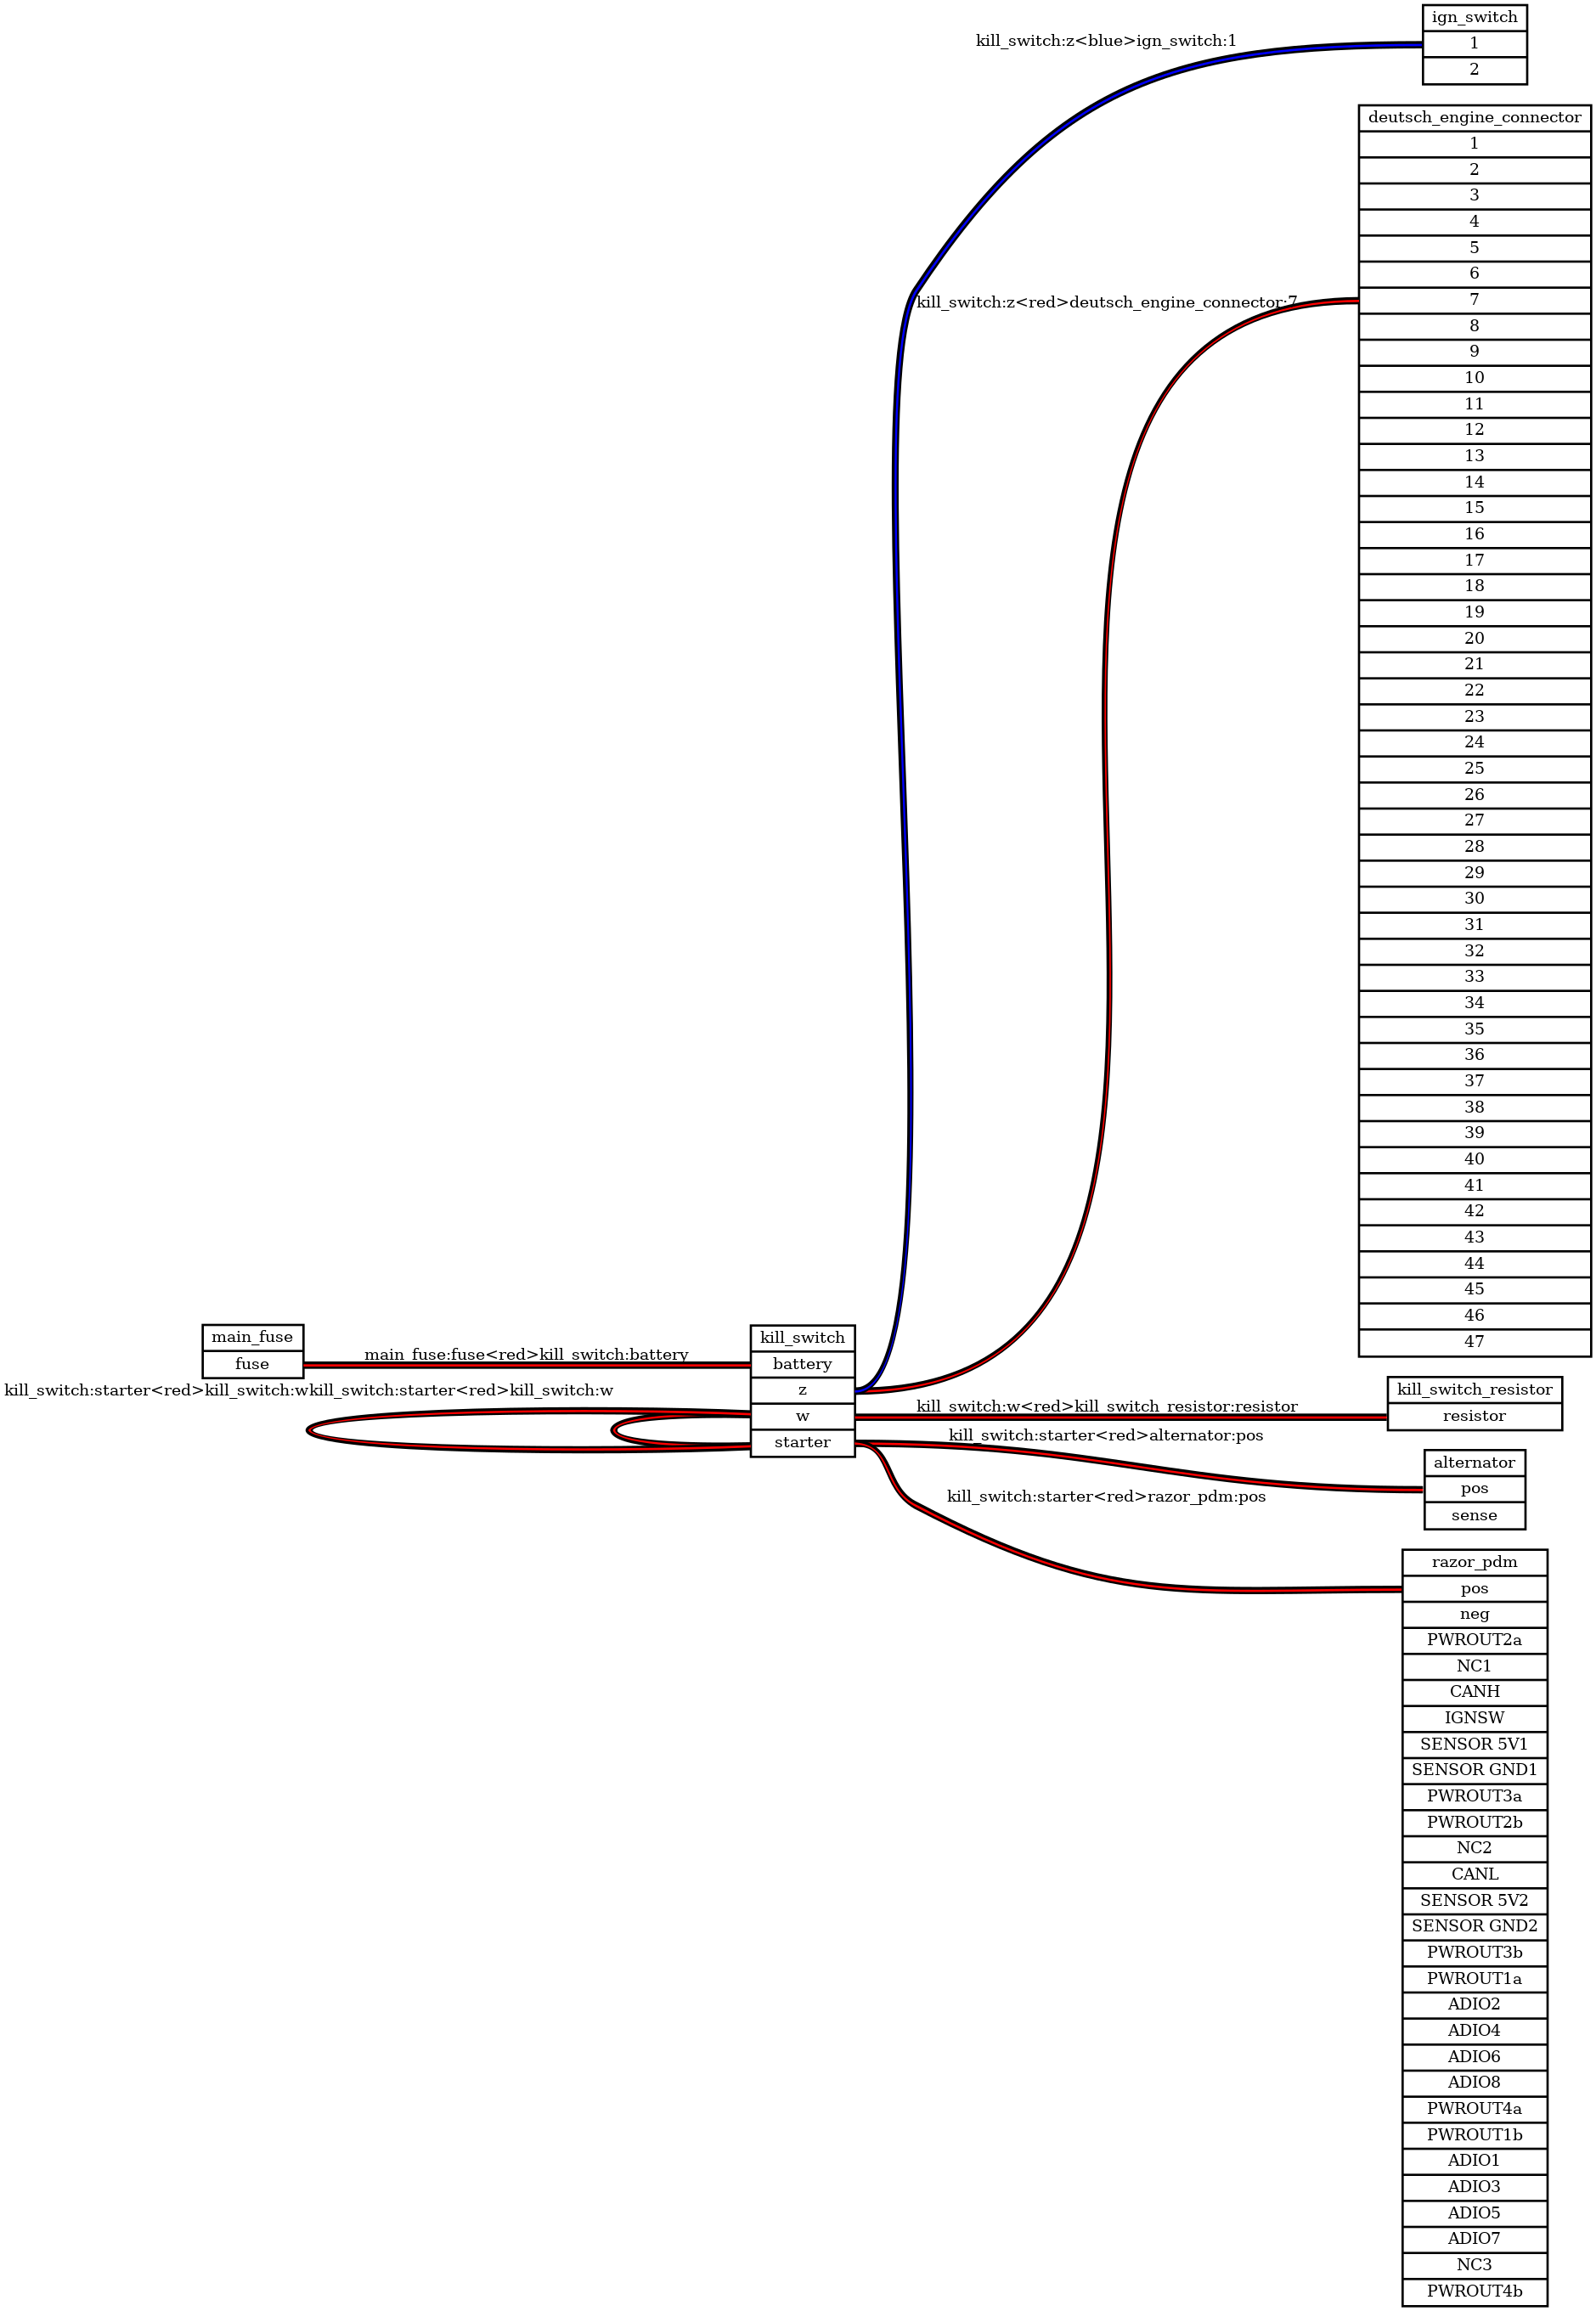 ign_switch
1
2
kill_switch:z<blue>ign_switch:1
deutsch_engine_connector
1
2
3
4
5
6
7
8
9
10
11
12
13
14
15
16
17
18
19
20
21
22
23
24
25
26
27
28
29
30
31
32
33
34
35
36
37
38
39
40
41
42
43
44
45
46
47
kill_switch:z<red>deutsch_engine_connector:7
main_fuse
fuse
main_fuse:fuse<red>kill_switch:battery
kill_switch
battery
z
w
starter
kill_switch:starter<red>kill_switch:wkill_switch:starter<red>kill_switch:w
kill_switch:w<red>kill_switch_resistor:resistor
kill_switch_resistor
resistor
kill_switch:starter<red>alternator:pos
alternator
pos
sense
kill_switch:starter<red>razor_pdm:pos
razor_pdm
pos
neg
PWROUT2a
NC1
CANH
IGNSW
SENSOR 5V1
SENSOR GND1
PWROUT3a
PWROUT2b
NC2
CANL
SENSOR 5V2
SENSOR GND2
PWROUT3b
PWROUT1a
ADIO2
ADIO4
ADIO6
ADIO8
PWROUT4a
PWROUT1b
ADIO1
ADIO3
ADIO5
ADIO7
NC3
PWROUT4b